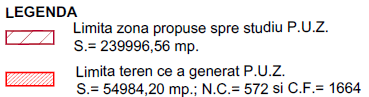 LEGENDA
Limita zona propuse spre studiu P.U.Z.
S.= 239996,56 mp.
Limita teren ce a generat P.U.Z.
S.= 54984,20 mp.; N.C.= 572 si C.F.= 1664